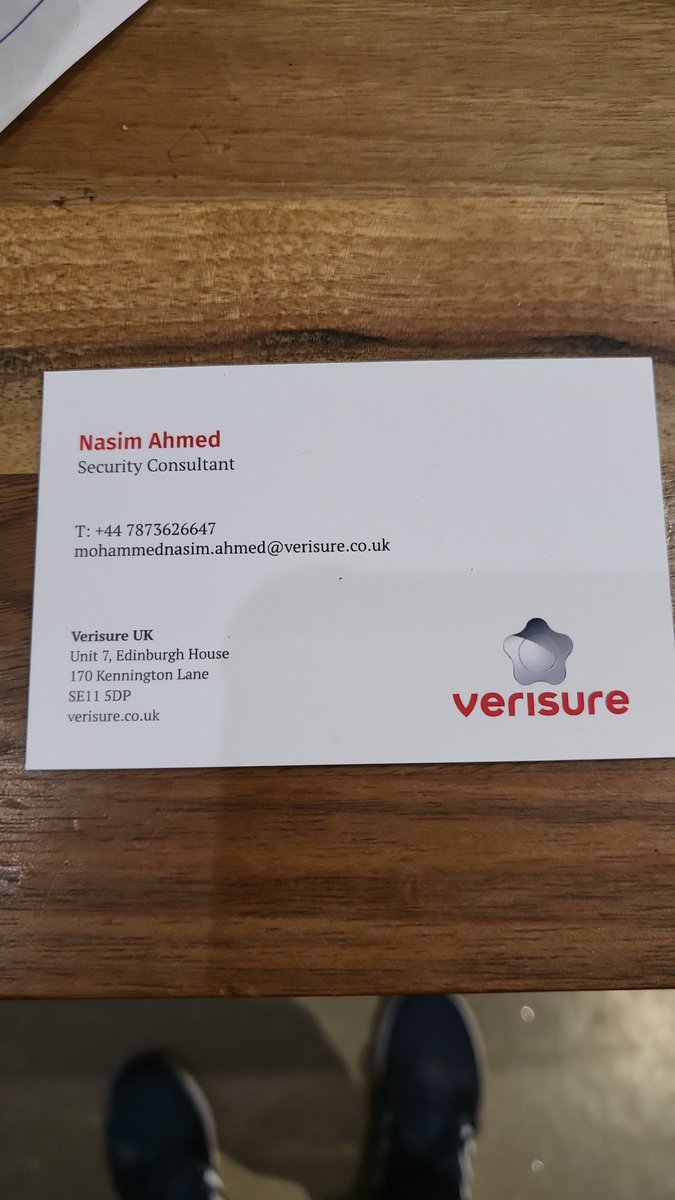 Nasim Ahmed
Security Consultant
T: +44 7873626647
mohammednasim.ahmed@verisure.co.uk
Verisure UK
Unit 7, Edinburgh House
170 Kennington Lane
SE11 5DP
verisure.co.uk
verisure